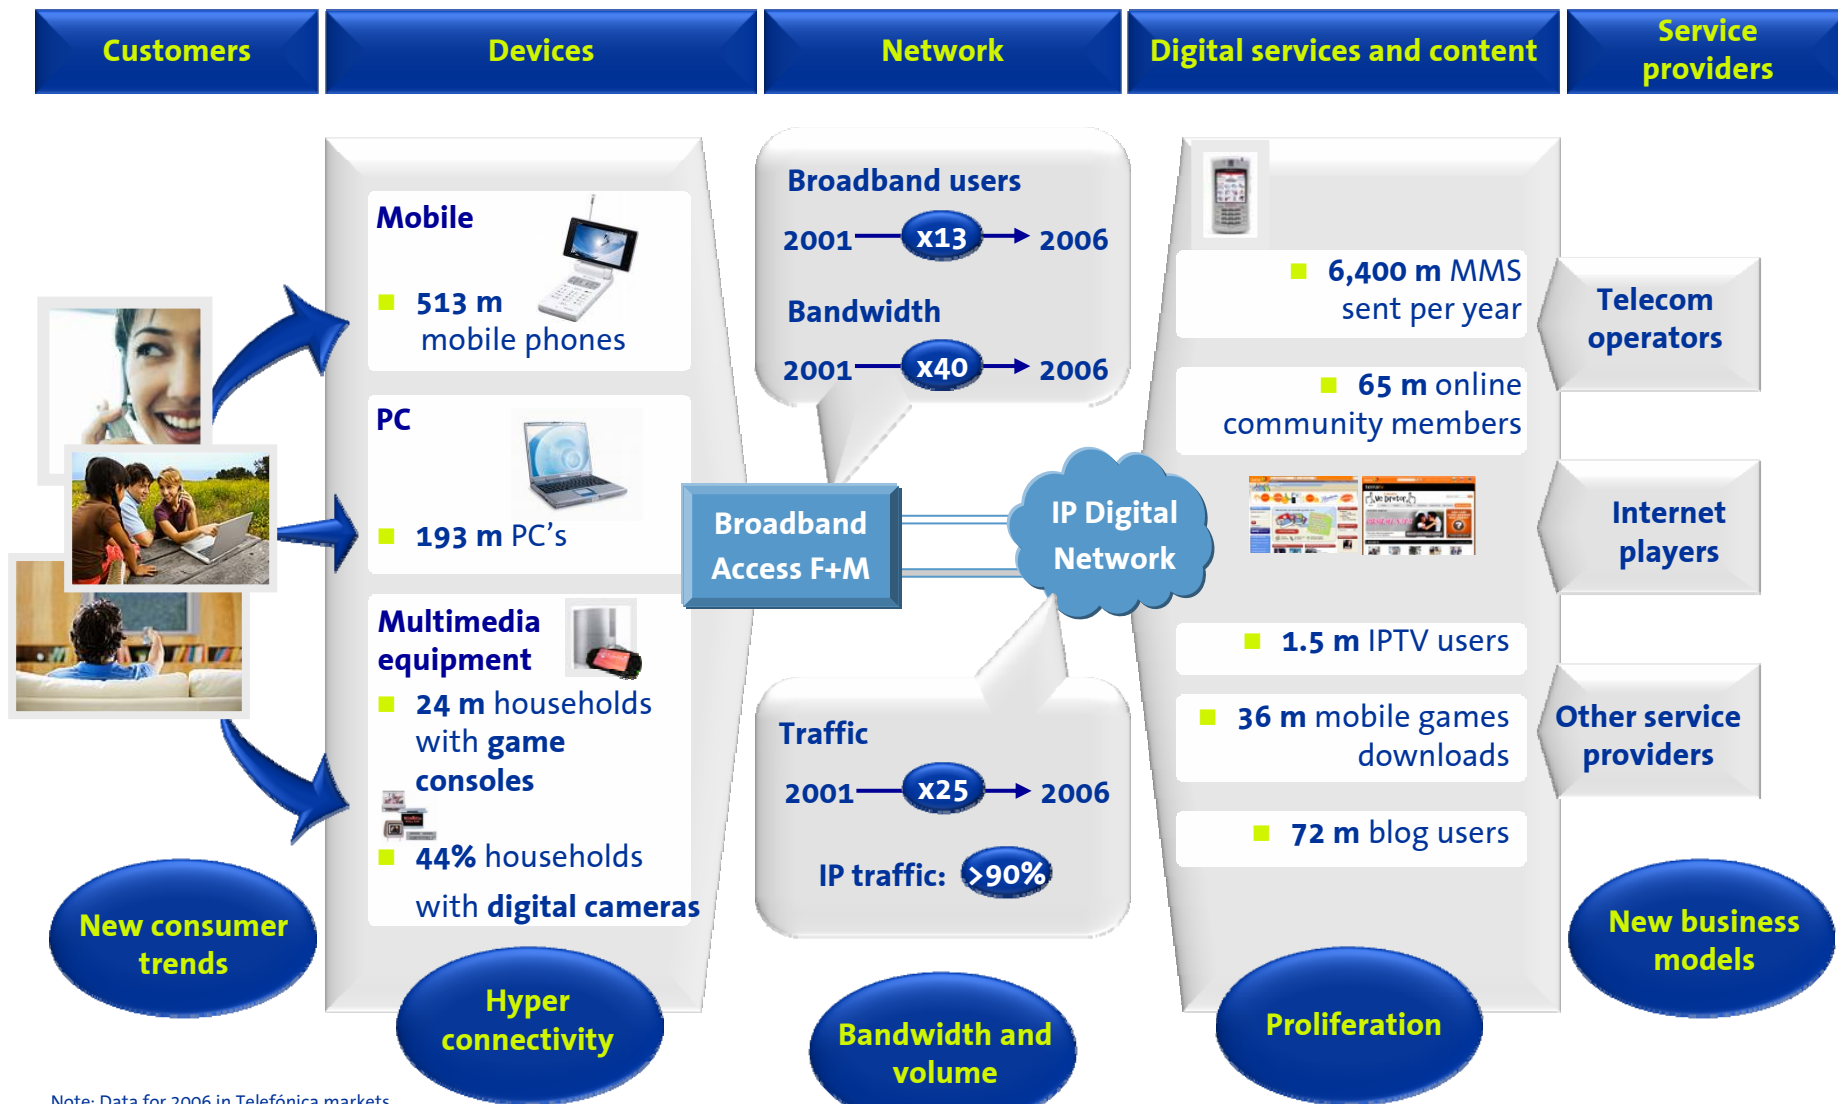 Customers
Devices
Network
Digital services and content
Service
providers
Mobile
513 m
mobile phones
PC
193 m PC's
Multimedia
equipment
24 m households
with game
consoles
44% households
with digital cameras
Broadband users
2001 x13 2006
Bandwidth
2001 x40 2006
Broadband
Access F+M
IP Digital
Network
Traffic
2001 x25 2006
IP traffic: >90%
6,400 m MMS
sent per year
65 m online
community members
1.5 m IPTV users
36 m mobile games
downloads
72 m blog users
Telecom
operators
Internet
players
Other service
providers
New consumer
trends
Hyper
connectivity
Bandwidth and
volume
Proliferation
New business
models
Note: Data for 2006 in Telefónica markets